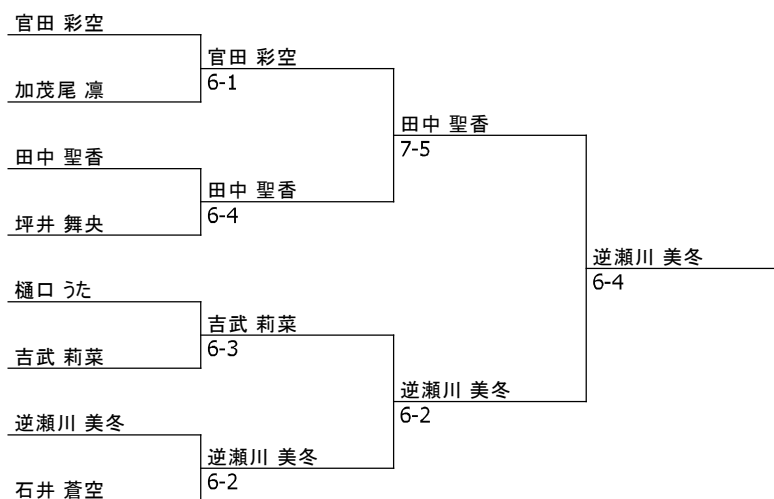 官田 彩空
官田 彩空
6-1
加茂尾 凛
田中 聖香
7-5
田中 聖香
田中 聖香
6-4
坪井 舞央
逆瀬川 美冬
6-4
樋口 うた
吉武 莉菜
6-3
吉武 莉菜
逆瀬川 美冬
6-2
逆瀬川 美冬
逆瀬川 美冬
6-2
石井 蒼空